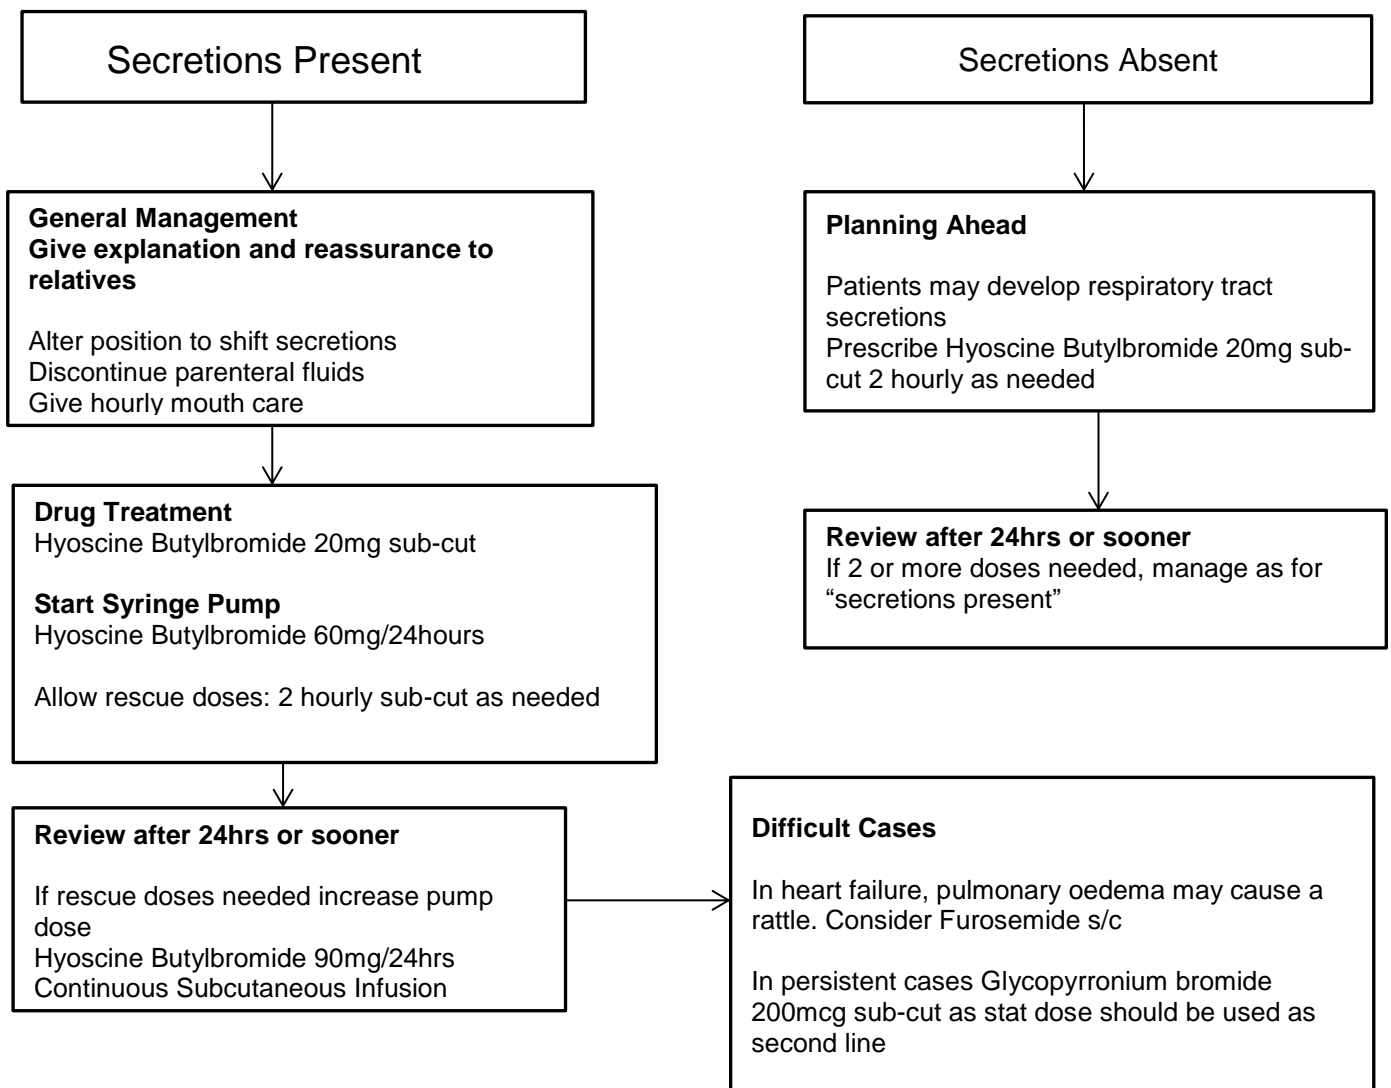 Secretions Present
Secretions Absent
General Management
Give explanation and reassurance to
relatives
Alter position to shift secretions
Discontinue parenteral fluids
Give hourly mouth care
Planning Ahead
Patients may develop respiratory tract
secretions
Prescribe Hyoscine Butylbromide 20mg sub-
cut 2 hourly as needed
Drug Treatment
Hyoscine Butylbromide 20mg sub-cut
Start Syringe Pump
Hyoscine Butylbromide 60mg/24hours
Allow rescue doses: 2 hourly sub-cut as needed
Review after 24hrs or sooner
If 2 or more doses needed, manage as for
“secretions present”
Review after 24hrs or sooner
If rescue doses needed increase pump
dose
Hyoscine Butylbromide 90mg/24hrs
Continuous Subcutaneous Infusion
Difficult Cases
In heart failure, pulmonary oedema may cause a
rattle. Consider Furosemide s/c
In persistent cases Glycopyrronium bromide
200mcg sub-cut as stat dose should be used as
second line